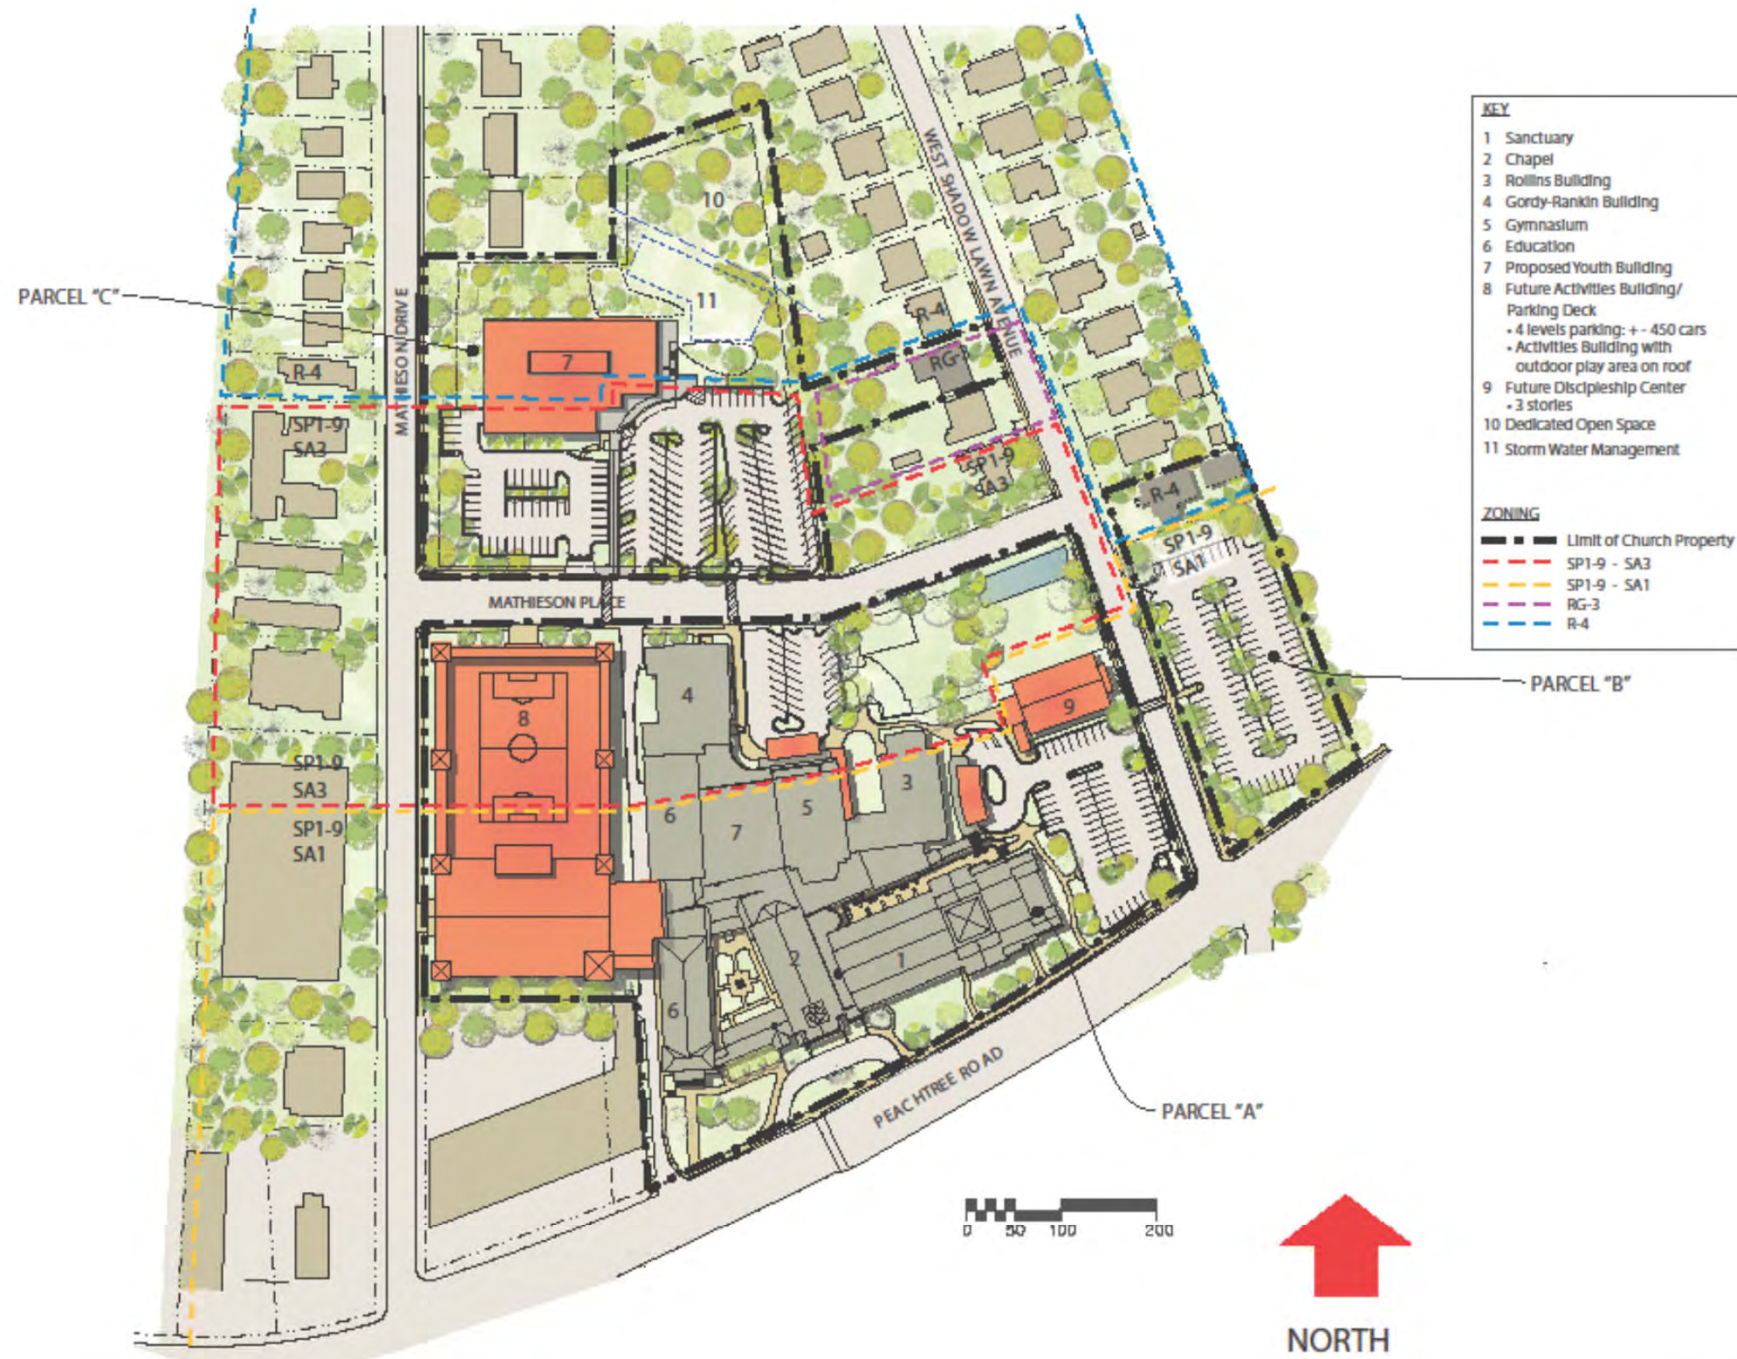 KEY
1 Sanctuary
2 Chapel
3 Rollins Building
4 Gordy-Rankin Building
5 Gymnasium
6 Education
7 Proposed Youth Building
8 Future Activities Building/
Parking Deck
• 4 levels parking: + - 450 cars
• Activities Building with
outdoor play area on roof
9 Future Discipleship Center
• 3 stories
10 Dedicated Open Space
11 Storm Water Management
ZONING
Limit of Church Property
SP1-9 - SA3
SP1-9 - SA1
RG-3
R-4
WEST SHADOW LAWN AVENUE
10
PARCEL "C"
11
MATHIESON DRIVE
R-4
RG-3
7
R-4
SP1-9
SA3
SP1-9
SA3
R-4
SP1-9
SA1
MATHIESON PLACE
PARCEL "B"
4
8
9
SP1-9
SA3
3
6
5
7
SP1-9
SA1
2
1
6
PEACHTREE ROAD
PARCEL "A"
0 50 100 200
NORTH